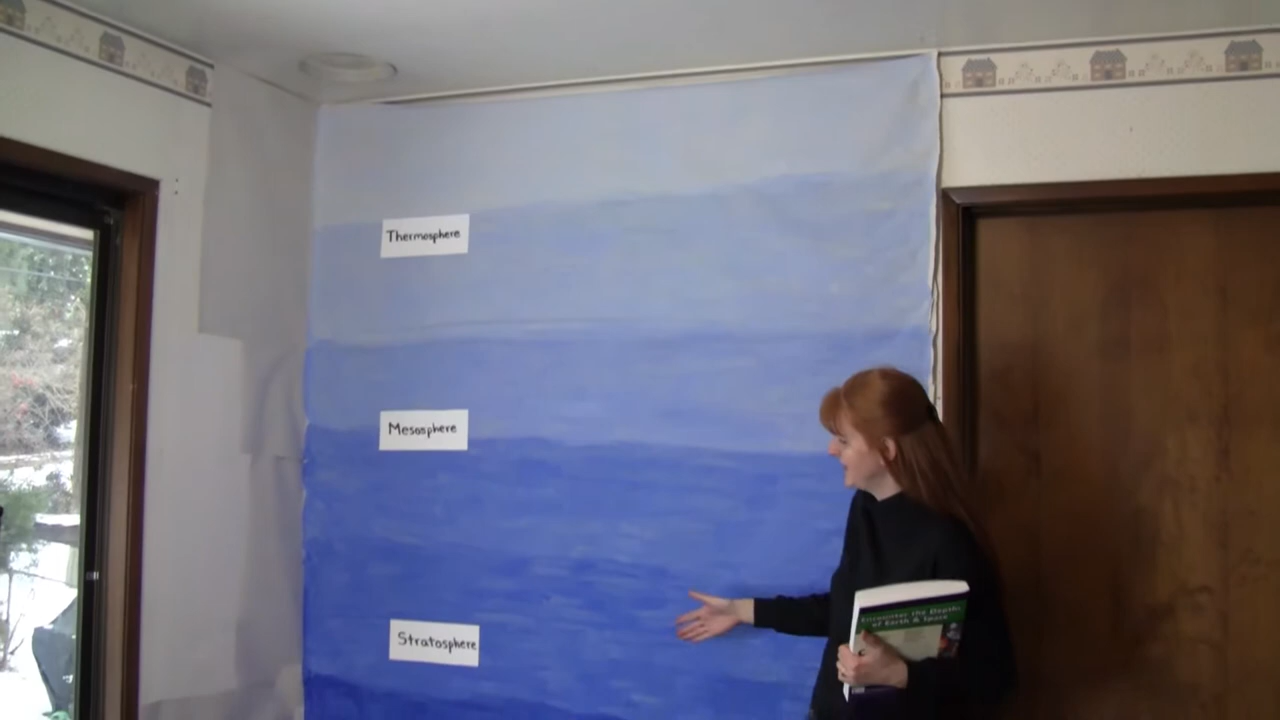 Thermosphere
Mesosphere
Stratosphere
Encounter the Depths
of Earth & Space